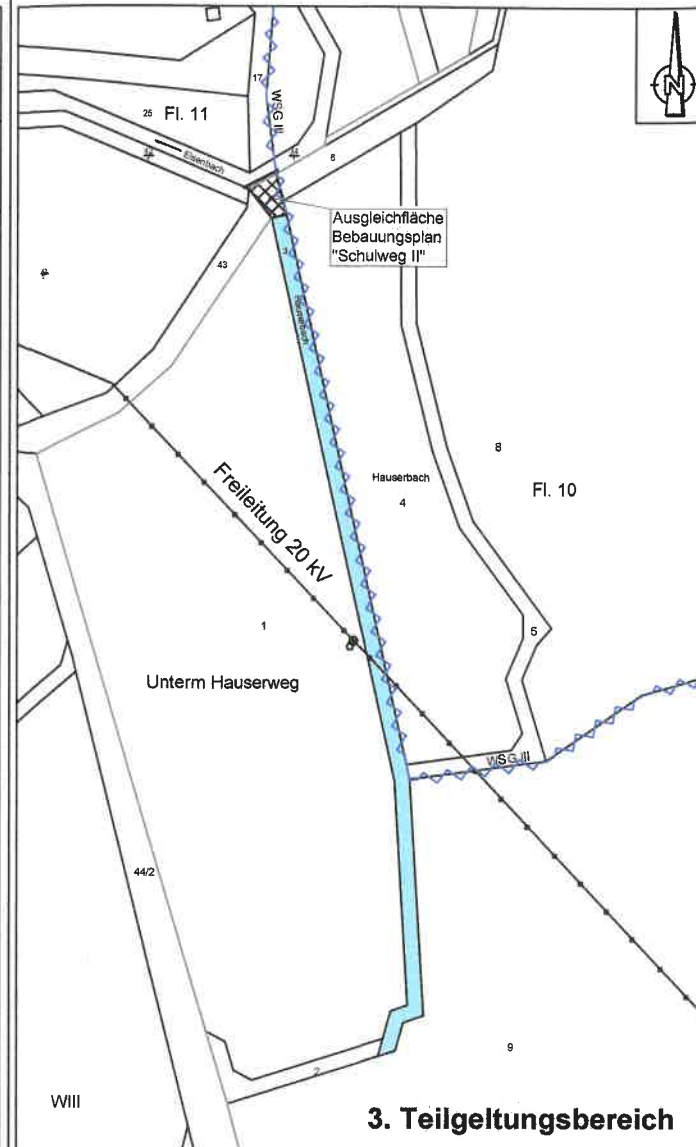 N
17
WSG III
25 Fl. 11
Eisenbach
6
Ausgleichfläche
Bebauungsplan
"Schulweg II"
43
3
Hauserbach
8
Hauserbach
4
Fl. 10
Freileitung 20 kV
1
5
Unterm Hauserweg
WSG III
44/2
9
2
WIII
3. Teilgeltungsbereich